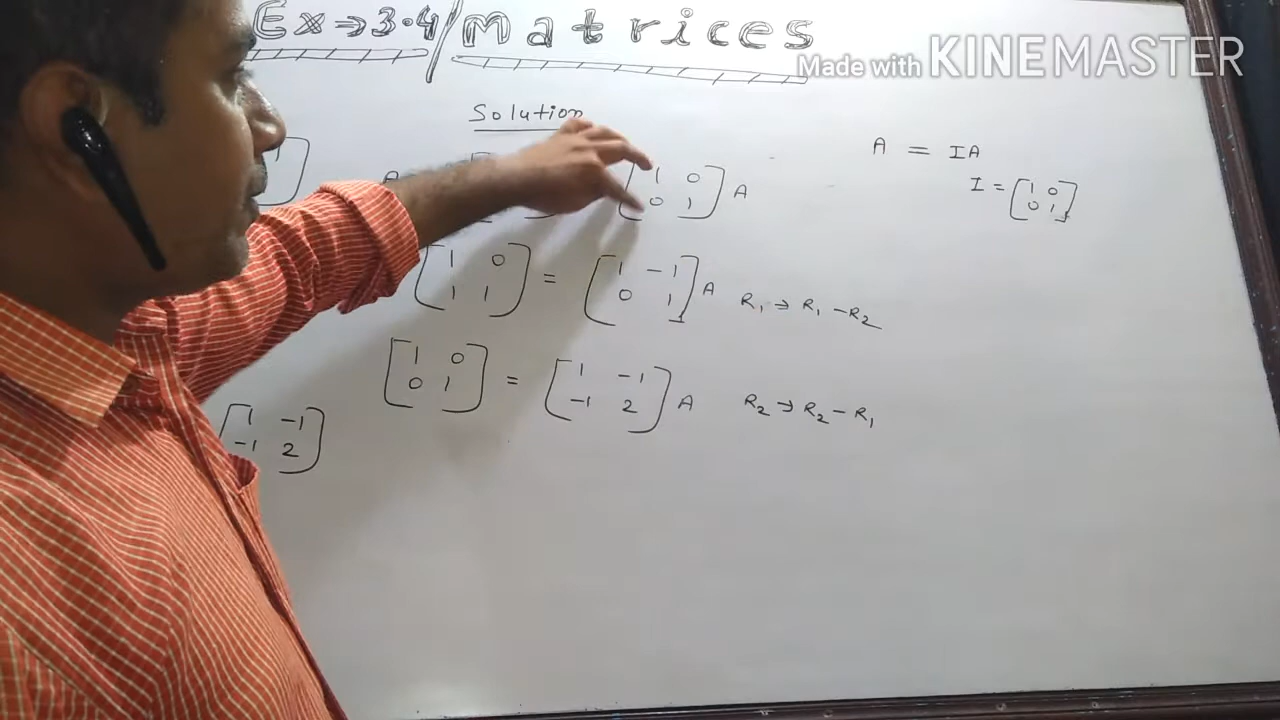 Ex → 3.4 / Matrices
Made with KINEMASTER
Solution
A = IA
[1 0
0 1] A
I = [1 0
0 1]
[1 0
1 1] = [1 -1
0 1] A R₁ → R₁ - R₂
[1 0
0 1] = [1 -1
-1 2] A R₂ → R₂ - R₁
[1 -1
-1 2]